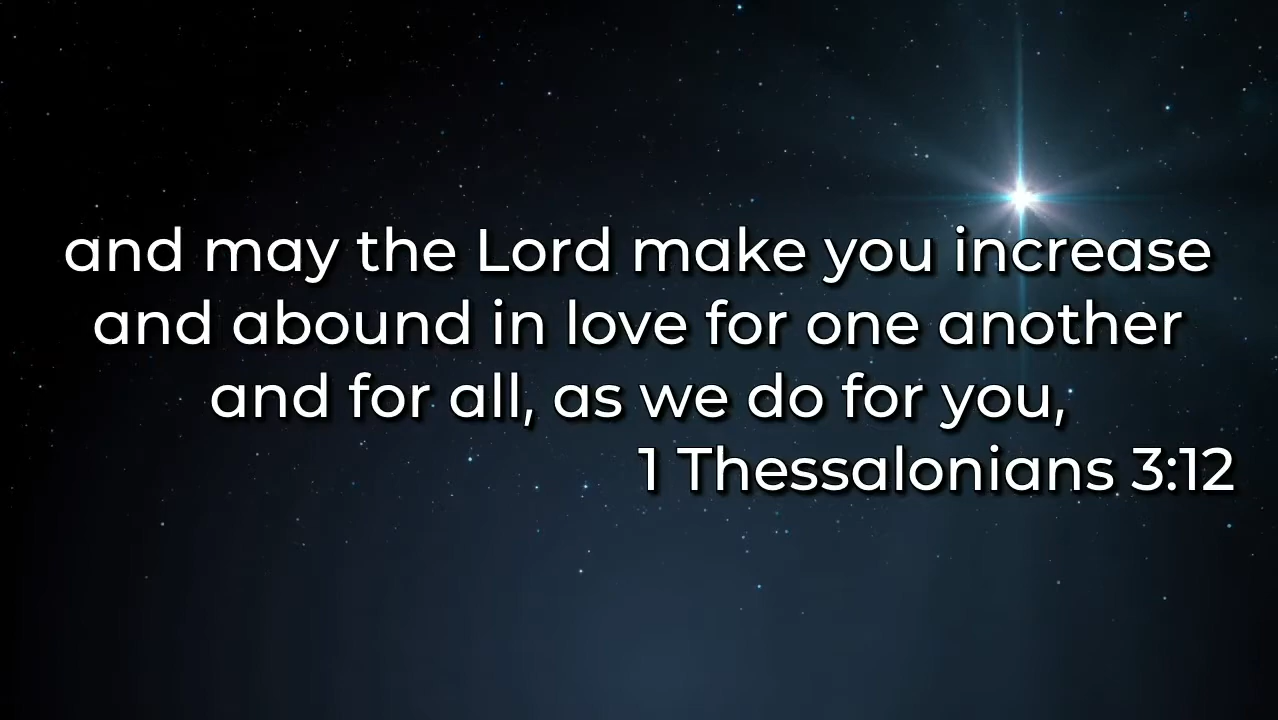 and may the Lord make you increase
and abound in love for one another
and for all, as we do for you,
1 Thessalonians 3:12